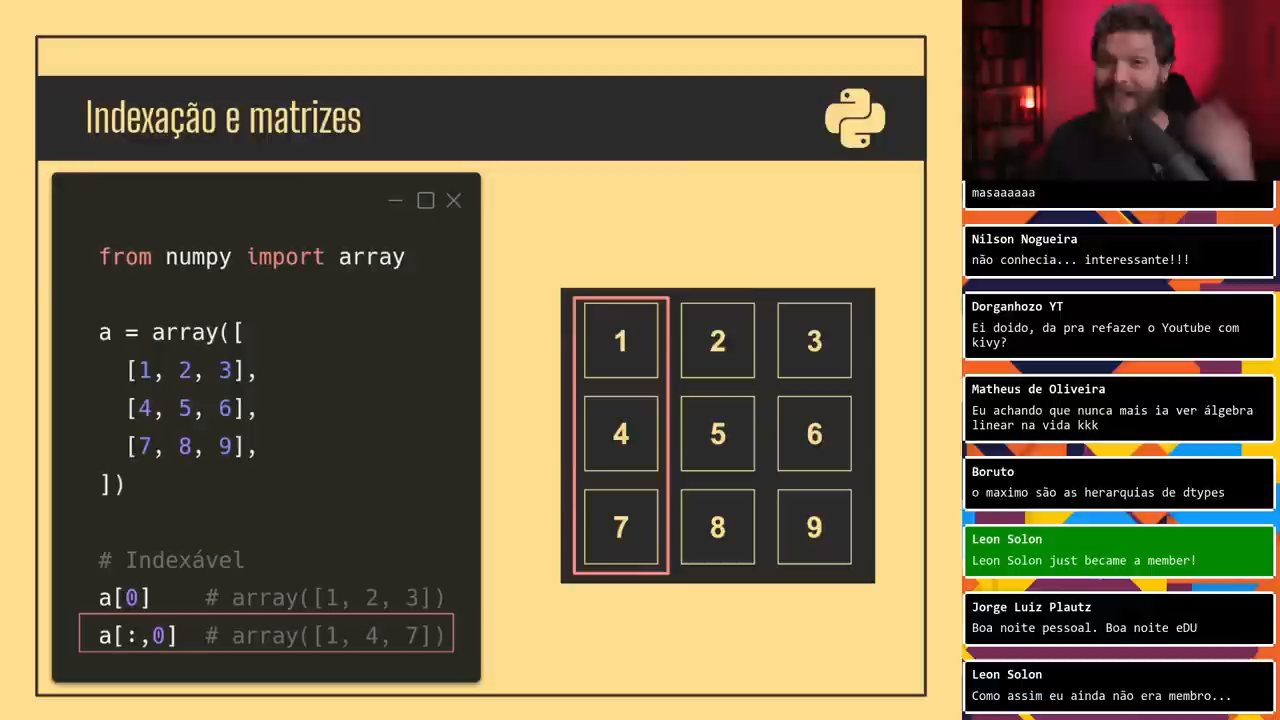 Indexação e matrizes
from numpy import array
a = array([
[1, 2, 3],
[4, 5, 6],
[7, 8, 9],
])
# Indexável
a[0] # array([1, 2, 3])
a[:,0] # array([1, 4, 7])
1 2 3
4 5 6
7 8 9
masaaaaaa
Nilson Nogueira
não conhecia... interessante!!!
Dorganhozo YT
Ei doido, da pra refazer o Youtube com
kivy?
Matheus de Oliveira
Eu achando que nunca mais ia ver álgebra
linear na vida kkk
Boruto
o maximo são as herarquias de dtypes
Leon Solon
Leon Solon just became a member!
Jorge Luiz Plautz
Boa noite pessoal. Boa noite eDU
Leon Solon
Como assim eu ainda não era membro...